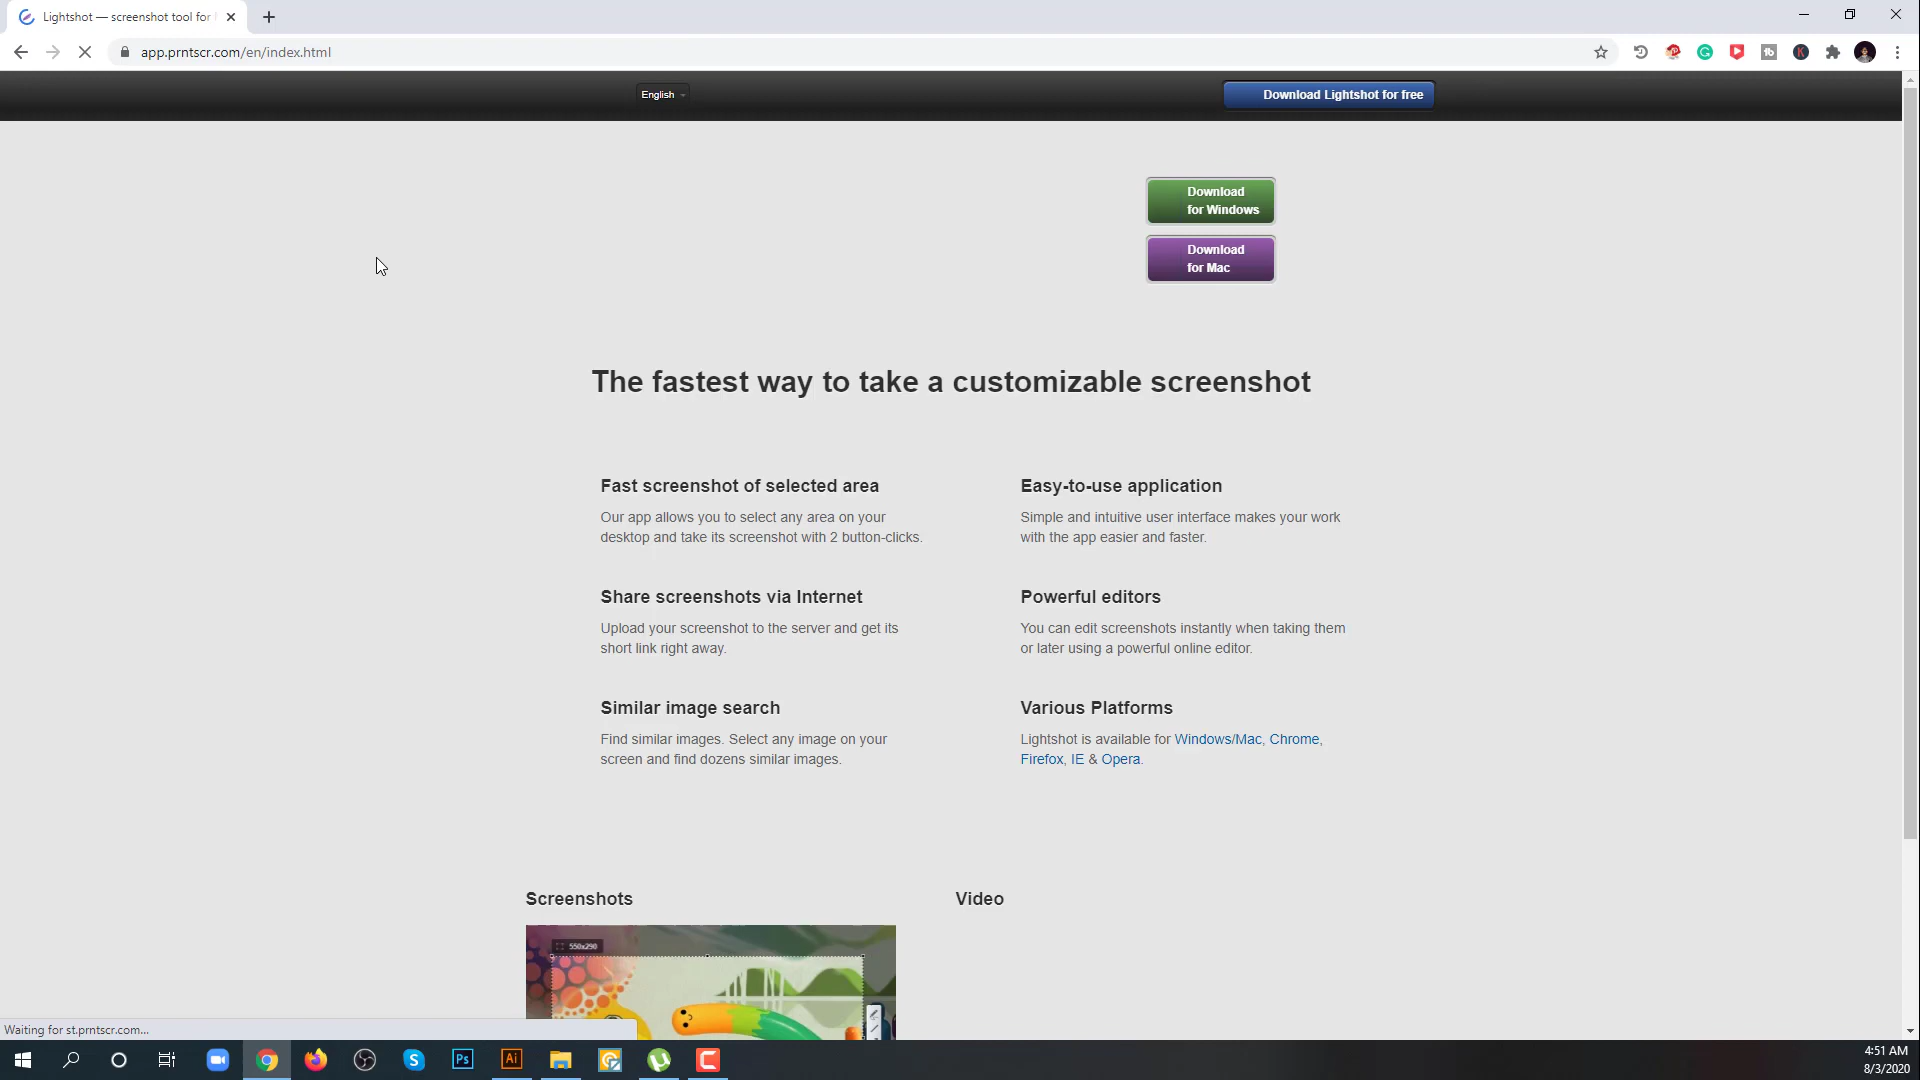 Lightshot — screenshot tool for
app.prntscr.com/en/index.html
English
Download Lightshot for free
Download
for Windows
Download
for Mac
The fastest way to take a customizable screenshot
Fast screenshot of selected area
Our app allows you to select any area on your
desktop and take its screenshot with 2 button-clicks.
Easy-to-use application
Simple and intuitive user interface makes your work
with the app easier and faster.
Share screenshots via Internet
Upload your screenshot to the server and get its
short link right away.
Powerful editors
You can edit screenshots instantly when taking them
or later using a powerful online editor.
Similar image search
Find similar images. Select any image on your
screen and find dozens similar images.
Various Platforms
Lightshot is available for Windows/Mac, Chrome,
Firefox, IE & Opera.
Screenshots
Video
550x290
Waiting for st.prntscr.com...
Ps
Ai
4:51 AM
8/3/2020